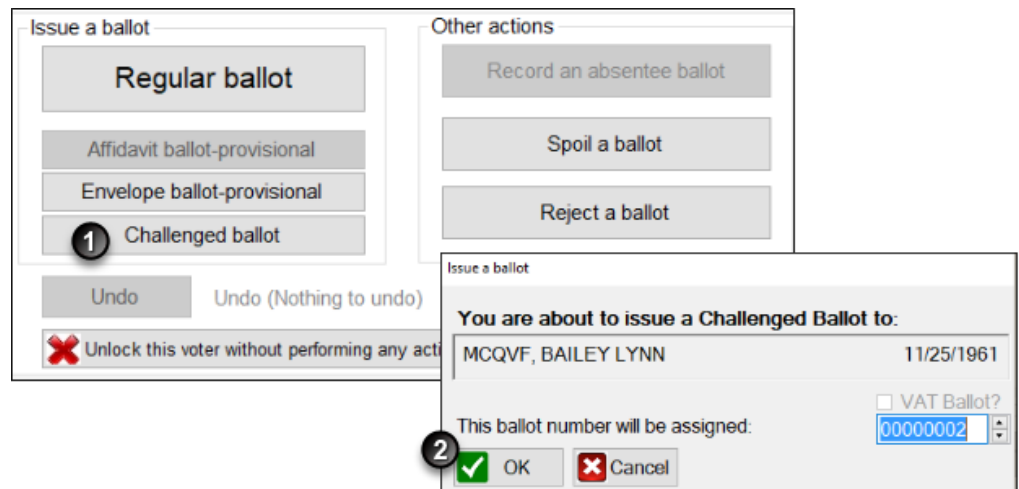 Issue a ballot
Regular ballot
Affidavit ballot-provisional
Envelope ballot-provisional
1 Challenged ballot
Undo Undo (Nothing to undo)
Unlock this voter without performing any acti
Other actions
Record an absentee ballot
Spoil a ballot
Reject a ballot
Issue a ballot
You are about to issue a Challenged Ballot to:
MCQVF, BAILEY LYNN 11/25/1961
VAT Ballot?
This ballot number will be assigned: 00000002
2 OK Cancel